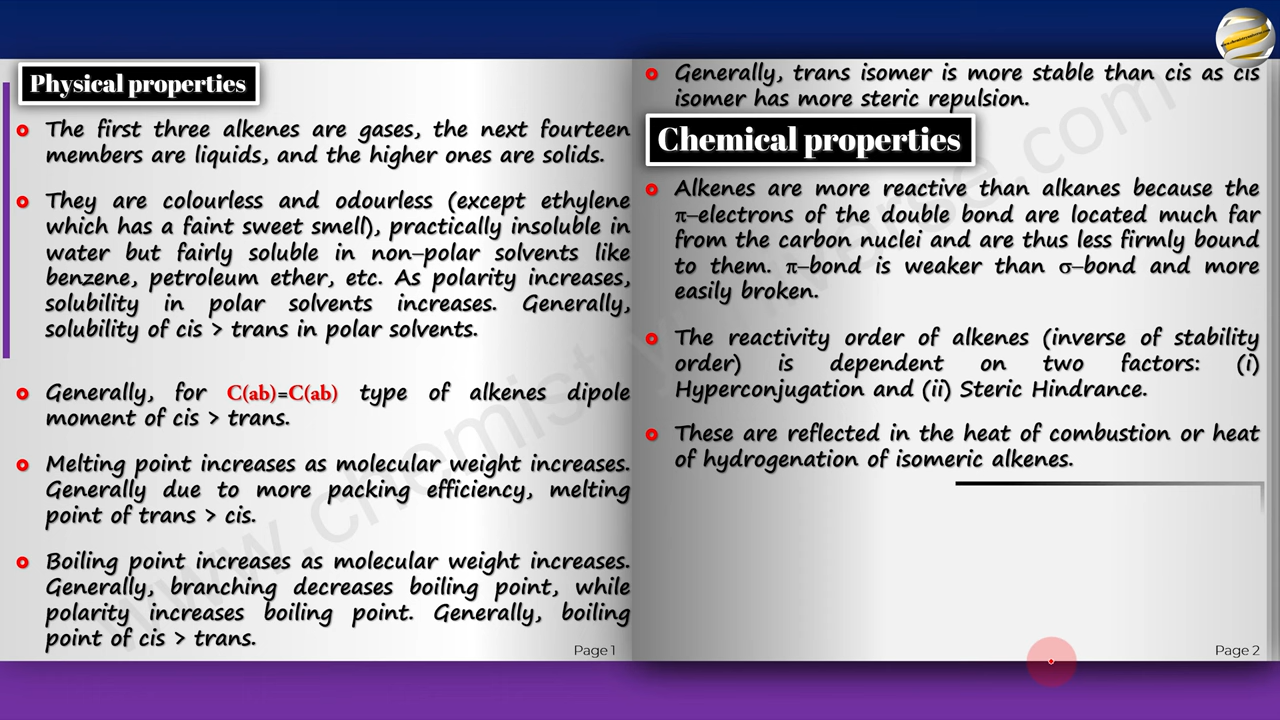 Physical properties
The first three alkenes are gases, the next fourteen
members are liquids, and the higher ones are solids.
They are colourless and odourless (except ethylene
which has a faint sweet smell), practically insoluble in
water but fairly soluble in non–polar solvents like
benzene, petroleum ether, etc. As polarity increases,
solubility in polar solvents increases. Generally,
solubility of cis > trans in polar solvents.
Generally, for C(ab)=C(ab) type of alkenes dipole
moment of cis > trans.
Melting point increases as molecular weight increases.
Generally due to more packing efficiency, melting
point of trans > cis.
Boiling point increases as molecular weight increases.
Generally, branching decreases boiling point, while
polarity increases boiling point. Generally, boiling
point of cis > trans.
Page 1
Generally, trans isomer is more stable than cis as cis
isomer has more steric repulsion.
Chemical properties
Alkenes are more reactive than alkanes because the
π–electrons of the double bond are located much far
from the carbon nuclei and are thus less firmly bound
to them. π–bond is weaker than σ–bond and more
easily broken.
The reactivity order of alkenes (inverse of stability
order) is dependent on two factors: (i)
Hyperconjugation and (ii) Steric Hindrance.
These are reflected in the heat of combustion or heat
of hydrogenation of isomeric alkenes.
Page 2